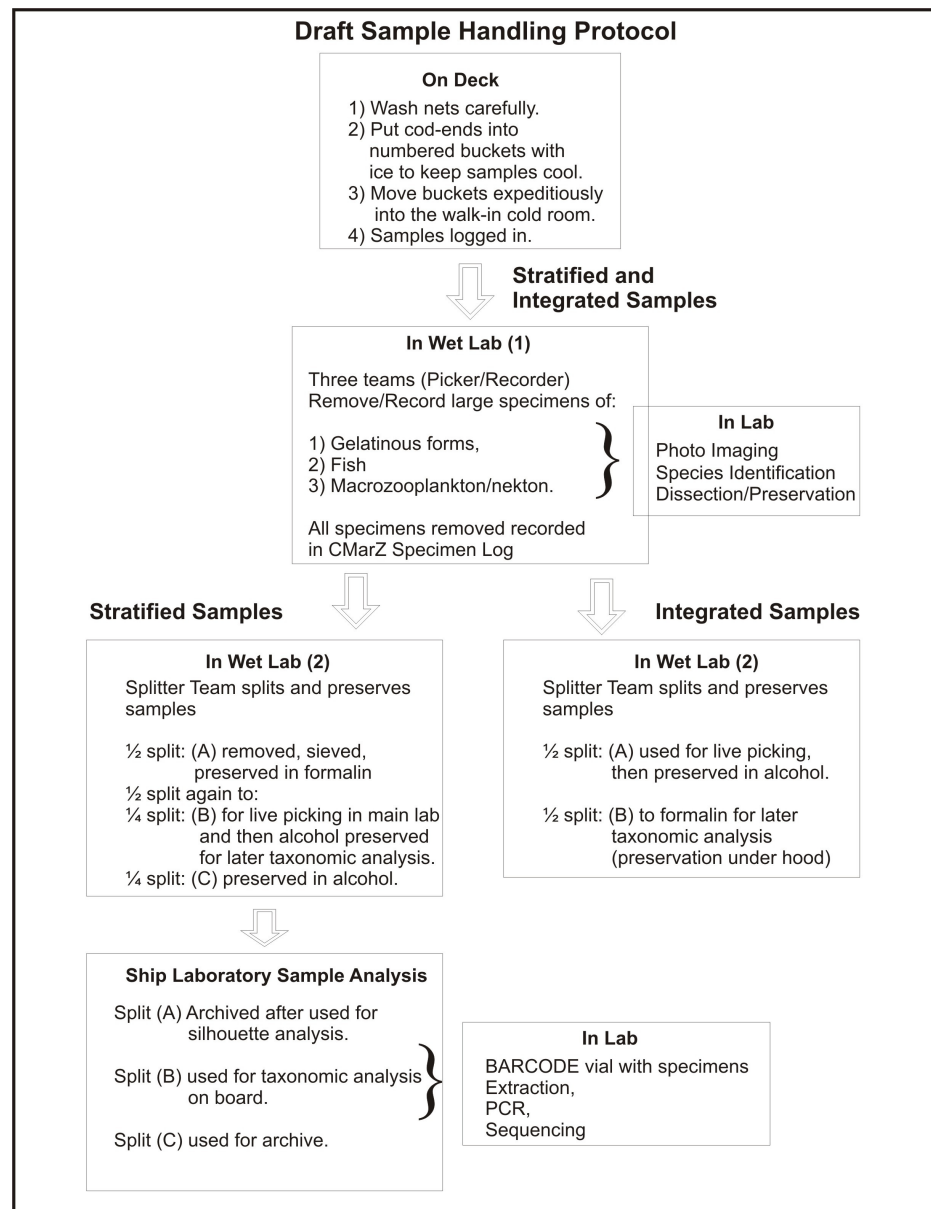 Draft Sample Handling Protocol
On Deck
1) Wash nets carefully.
2) Put cod-ends into
numbered buckets with
ice to keep samples cool.
3) Move buckets expeditiously
into the walk-in cold room.
4) Samples logged in.
Stratified and
Integrated Samples
In Wet Lab (1)
Three teams (Picker/Recorder)
Remove/Record large specimens of:
1) Gelatinous forms,
2) Fish
3) Macrozooplankton/nekton.
All specimens removed recorded
in CMarZ Specimen Log
In Lab
Photo Imaging
Species Identification
Dissection/Preservation
Stratified Samples
In Wet Lab (2)
Splitter Team splits and preserves
samples
½ split: (A) removed, sieved,
preserved in formalin
½ split again to:
¼ split: (B) for live picking in main lab
and then alcohol preserved
for later taxonomic analysis.
¼ split: (C) preserved in alcohol.
Integrated Samples
In Wet Lab (2)
Splitter Team splits and preserves
samples
½ split: (A) used for live picking,
then preserved in alcohol.
½ split: (B) to formalin for later
taxonomic analysis
(preservation under hood)
Ship Laboratory Sample Analysis
Split (A) Archived after used for
silhouette analysis.
Split (B) used for taxonomic analysis
on board.
Split (C) used for archive.
In Lab
BARCODE vial with specimens
Extraction,
PCR,
Sequencing